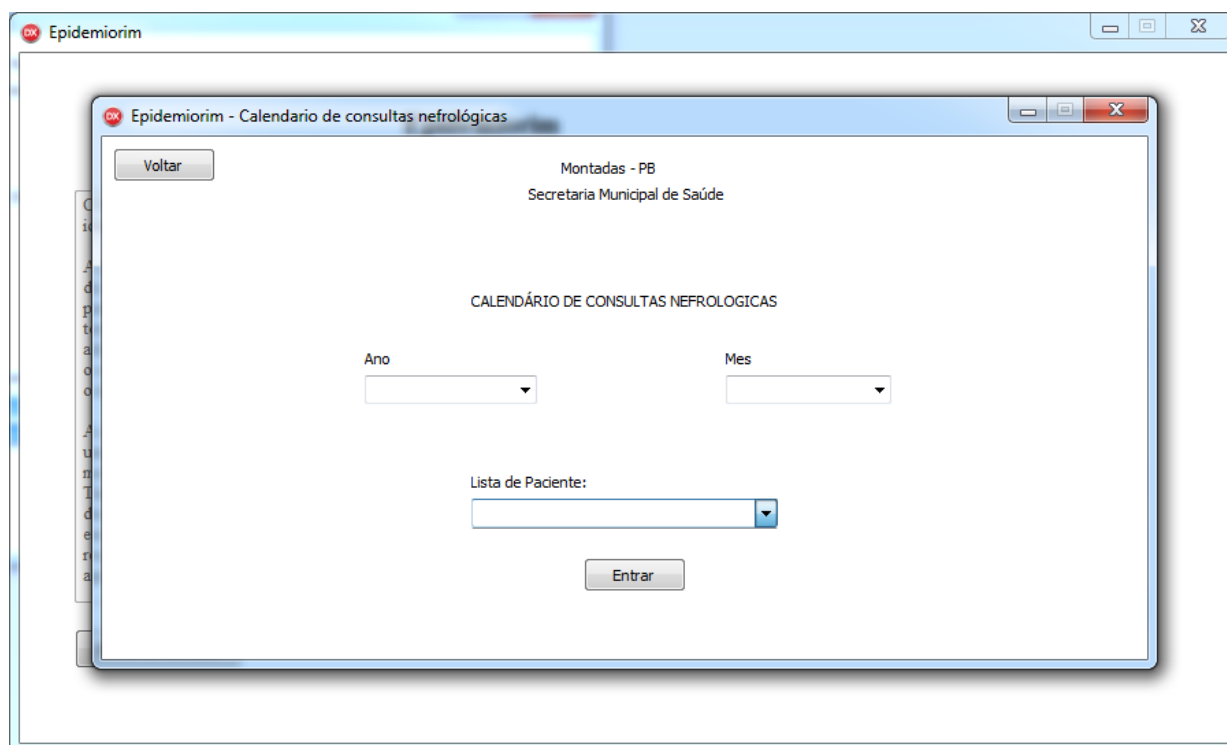 Epidemiorim
Epidemiorim - Calendario de consultas nefrológicas
Voltar
Montadas - PB
Secretaria Municipal de Saúde
CALENDÁRIO DE CONSULTAS NEFROLOGICAS
Ano
Mes
Lista de Paciente:
Entrar